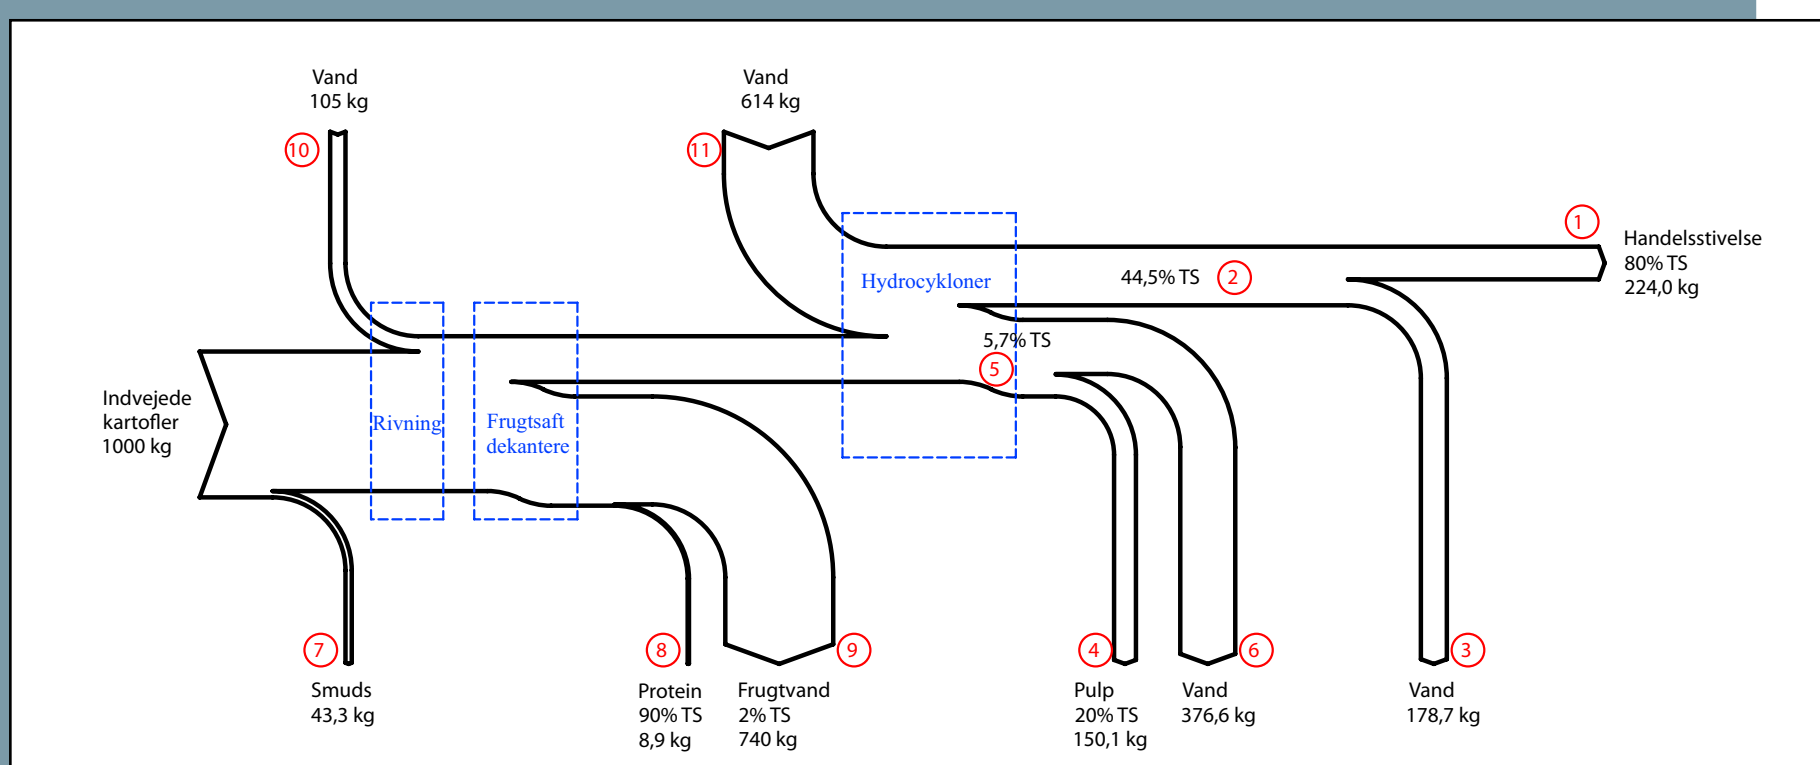 Vand
105 kg
10
Vand
614 kg
11
1
Handelsstivelse
80% TS
224,0 kg
Hydrocykloner
44,5% TS
2
5,7% TS
5
Indvejede
kartofler
1000 kg
Rivning
Frugtsaft
dekantere
7
Smuds
43,3 kg
8
Protein
90% TS
8,9 kg
9
Frugtvand
2% TS
740 kg
4
Pulp
20% TS
150,1 kg
6
Vand
376,6 kg
3
Vand
178,7 kg